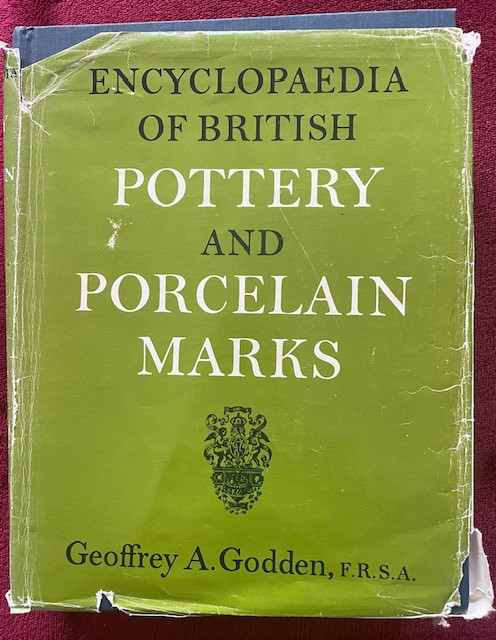 ENCYCLOPAEDIA
OF BRITISH
POTTERY
AND
PORCELAIN
MARKS
Geoffrey A. Godden, F.R.S.A.